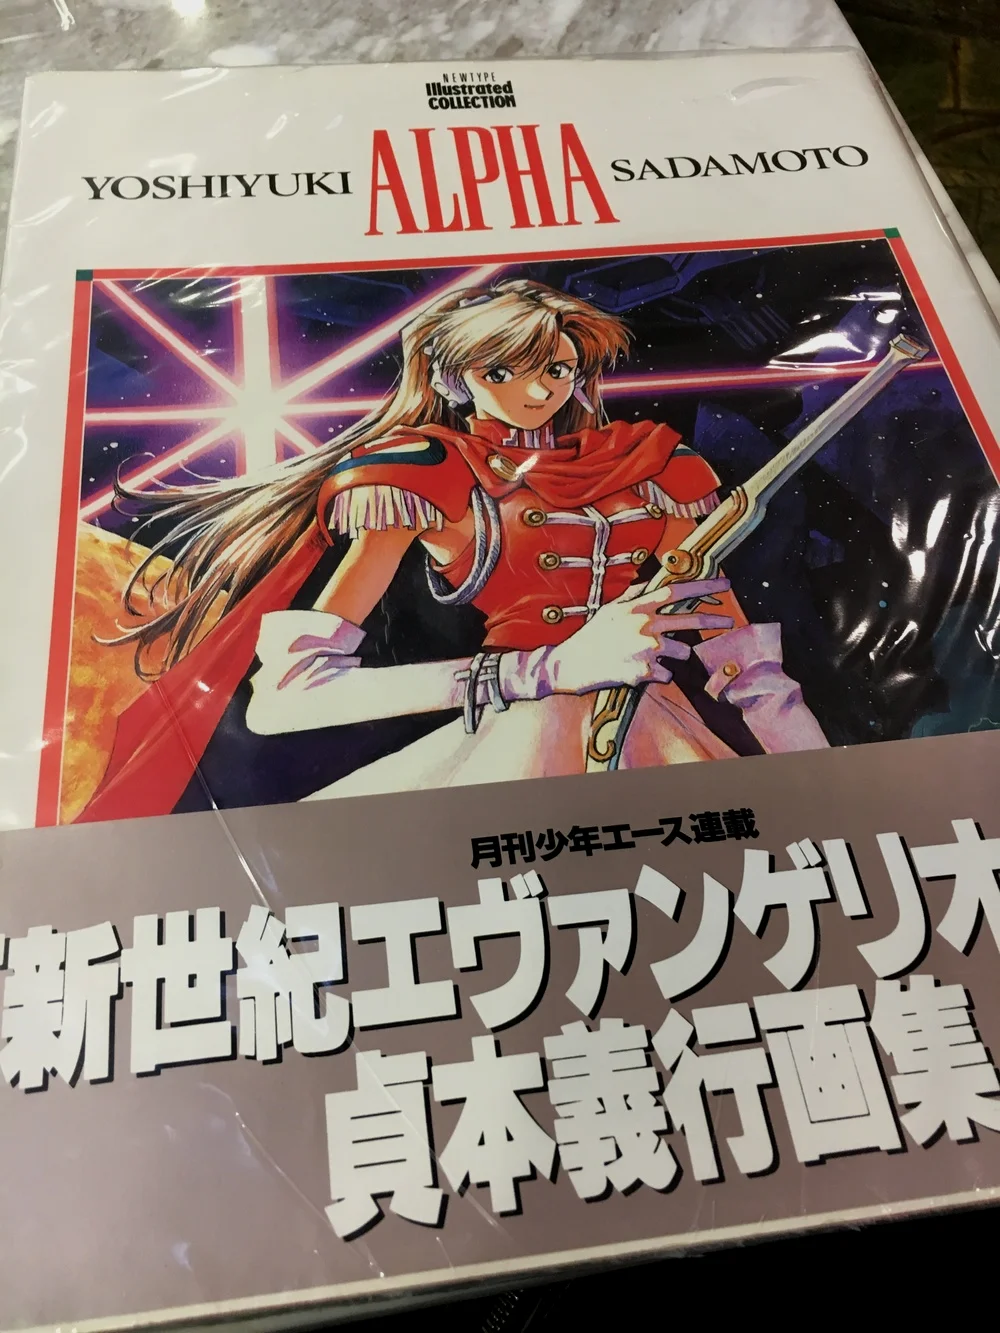 NEWTYPE
Illustrated
COLLECTION
YOSHIYUKI ALPHA SADAMOTO
月刊少年エース連載
『新世紀エヴァンゲリオ
貞本義行画集